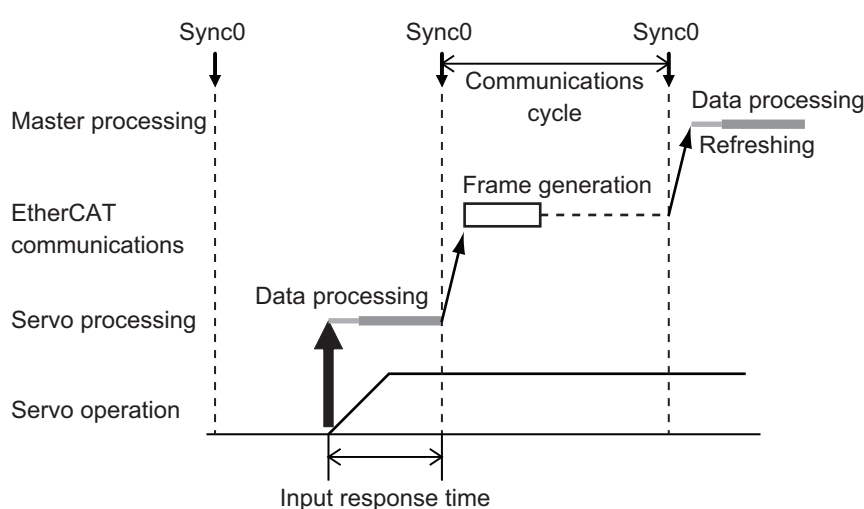 Sync0
Sync0
Sync0
Communications
cycle
Data processing
Master processing
Refreshing
Frame generation
EtherCAT
communications
Data processing
Servo processing
Servo operation
Input response time